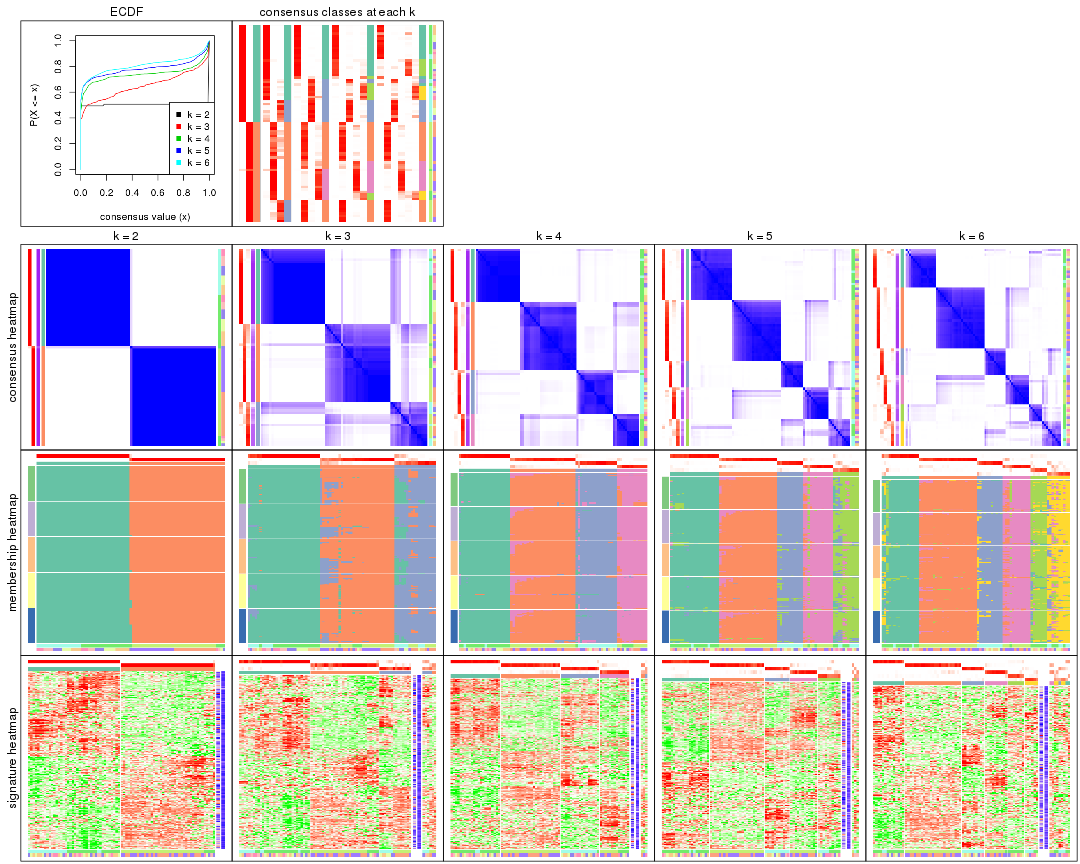 ECDF
consensus classes at each k
P(X <= x)
1.0
0.8
0.6
0.4
0.2
0.0
k = 2
k = 3
k = 4
k = 5
k = 6
0.0 0.2 0.4 0.6 0.8 1.0
consensus value (x)
k = 2
k = 3
k = 4
k = 5
k = 6
consensus heatmap
membership heatmap
signature heatmap